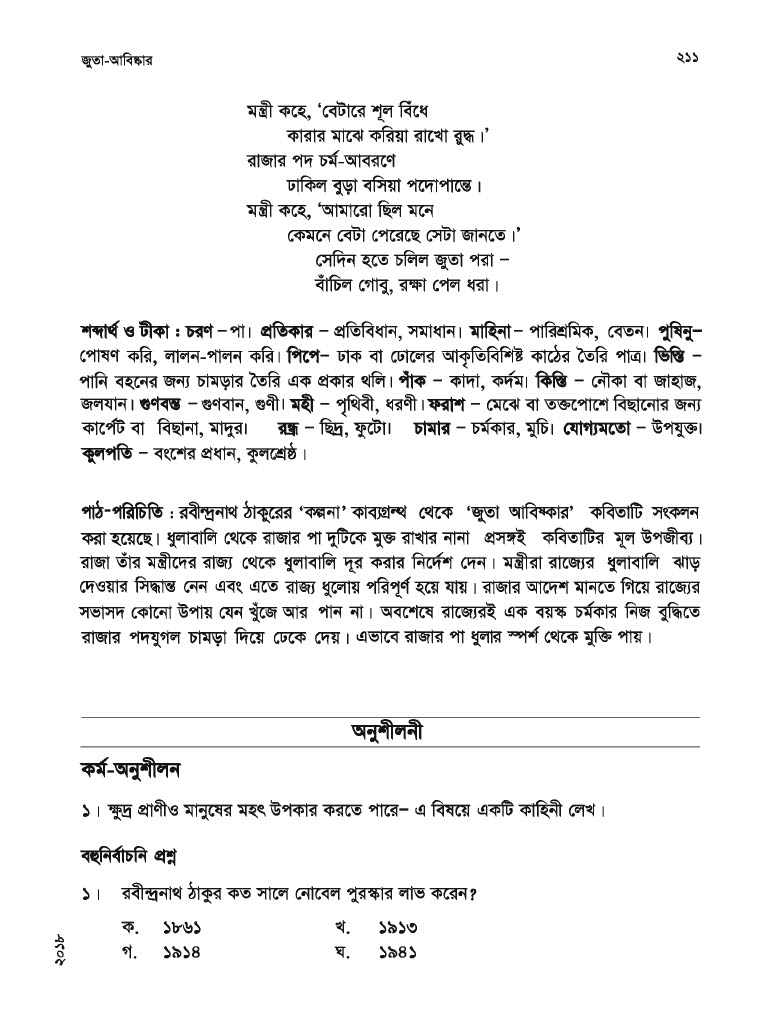 জুতা-আবিষ্কার ২১১
মন্ত্রী কহে, ‘বেটারে শূল বিঁধে
কারার মাঝে করিয়া রাখো রুদ্ধ।’
রাজার পদ চর্ম-আবরণে
ঢাকিল বুড়া বসিয়া পদোপান্তে।
মন্ত্রী কহে, ‘আমারো ছিল মনে
কেমনে বেটা পেরেছে সেটা জানতে।’
সেদিন হতে চলিল জুতা পরা –
বাঁচিল গোবু, রক্ষা পেল ধরা।
শব্দার্থ ও টীকা : চরণ – পা। প্রতিকার – প্রতিবিধান, সমাধান। মাহিনা – পারিশ্রমিক, বেতন। পুষিনু–
পোষণ করি, লালন-পালন করি। পিপে– ঢাক বা ঢোলের আকৃতিবিশিষ্ট কাঠের তৈরি পাত্র। ভিস্তি –
পানি বহনের জন্য চামড়ার তৈরি এক প্রকার থলি। পাঁক – কাদা, কর্দম। কিস্তি – নৌকা বা জাহাজ,
জলযান। গুণবন্ত – গুণবান, গুণী। মহী – পৃথিবী, ধরণী। ফরাশ – মেঝে বা তক্তপোশে বিছানোর জন্য
কার্পেট বা বিছানা, মাদুর। রন্ধ্র – ছিদ্র, ফুটো। চামার – চর্মকার, মুচি। যোগ্যমতো – উপযুক্ত।
কুলপতি – বংশের প্রধান, কুলশ্রেষ্ঠ।
পাঠ-পরিচিতি : রবীন্দ্রনাথ ঠাকুরের ‘কল্পনা’ কাব্যগ্রন্থ থেকে ‘জুতা আবিষ্কার’ কবিতাটি সংকলন
করা হয়েছে। ধুলাবালি থেকে রাজার পা দুটিকে মুক্ত রাখার নানা প্রসঙ্গই কবিতাটির মূল উপজীব্য।
রাজা তাঁর মন্ত্রীদের রাজ্য থেকে ধুলাবালি দূর করার নির্দেশ দেন। মন্ত্রীরা রাজ্যের ধুলাবালি ঝাড়
দেওয়ার সিদ্ধান্ত নেন এবং এতে রাজ্য ধুলোয় পরিপূর্ণ হয়ে যায়। রাজার আদেশ মানতে গিয়ে রাজ্যের
সভাসদ কোনো উপায় যেন খুঁজে আর পান না। অবশেষে রাজ্যেরই এক বয়স্ক চর্মকার নিজ বুদ্ধিতে
রাজার পদযুগল চামড়া দিয়ে ঢেকে দেয়। এভাবে রাজার পা ধুলার স্পর্শ থেকে মুক্তি পায়।
অনুশীলনী
কর্ম-অনুশীলন
১। ক্ষুদ্র প্রাণীও মানুষের মহৎ উপকার করতে পারে– এ বিষয়ে একটি কাহিনী লেখ।
বহুনির্বাচনি প্রশ্ন
১। রবীন্দ্রনাথ ঠাকুর কত সালে নোবেল পুরস্কার লাভ করেন?
ক. ১৮৬১ খ. ১৯১৩
গ. ১৯১৪ ঘ. ১৯৪১
২০১৮